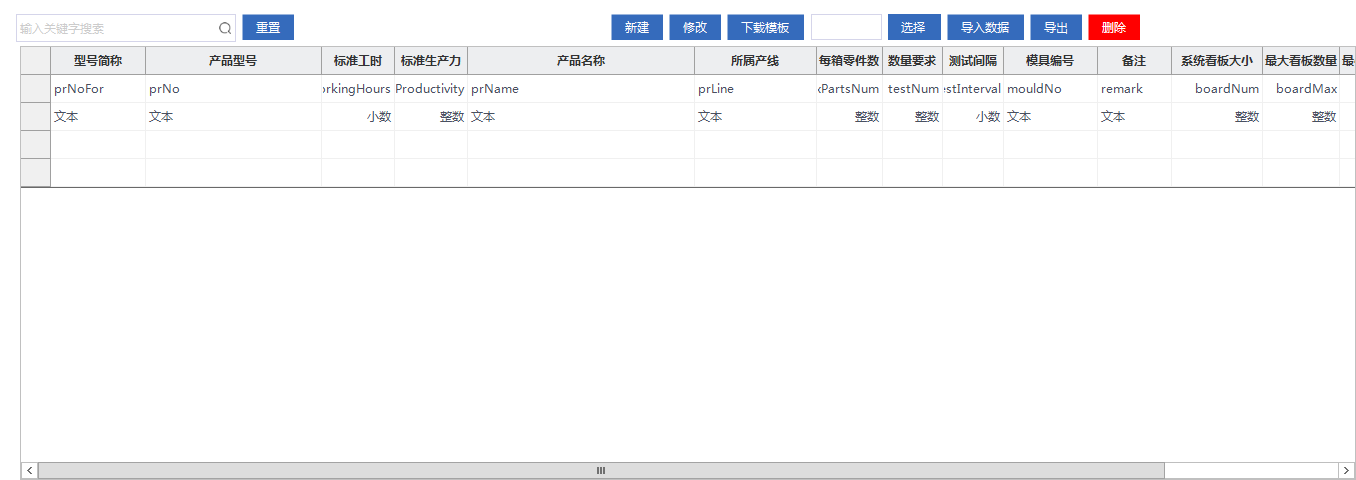 输入关键字搜索 重置 新建 修改 下载模板 选择 导入数据 导出 删除
型号简称 产品型号 标准工时 标准生产力 产品名称 所属产线 每箱零件数 数量要求 测试间隔 模具编号 备注 系统看板大小 最大看板数量 最
prNoFor prNo rkingHours Productivity prName prLine PartsNum testNum stInterval mouldNo remark boardNum boardMax
文本 文本 小数 整数 文本 文本 整数 整数 小数 文本 文本 整数 整数